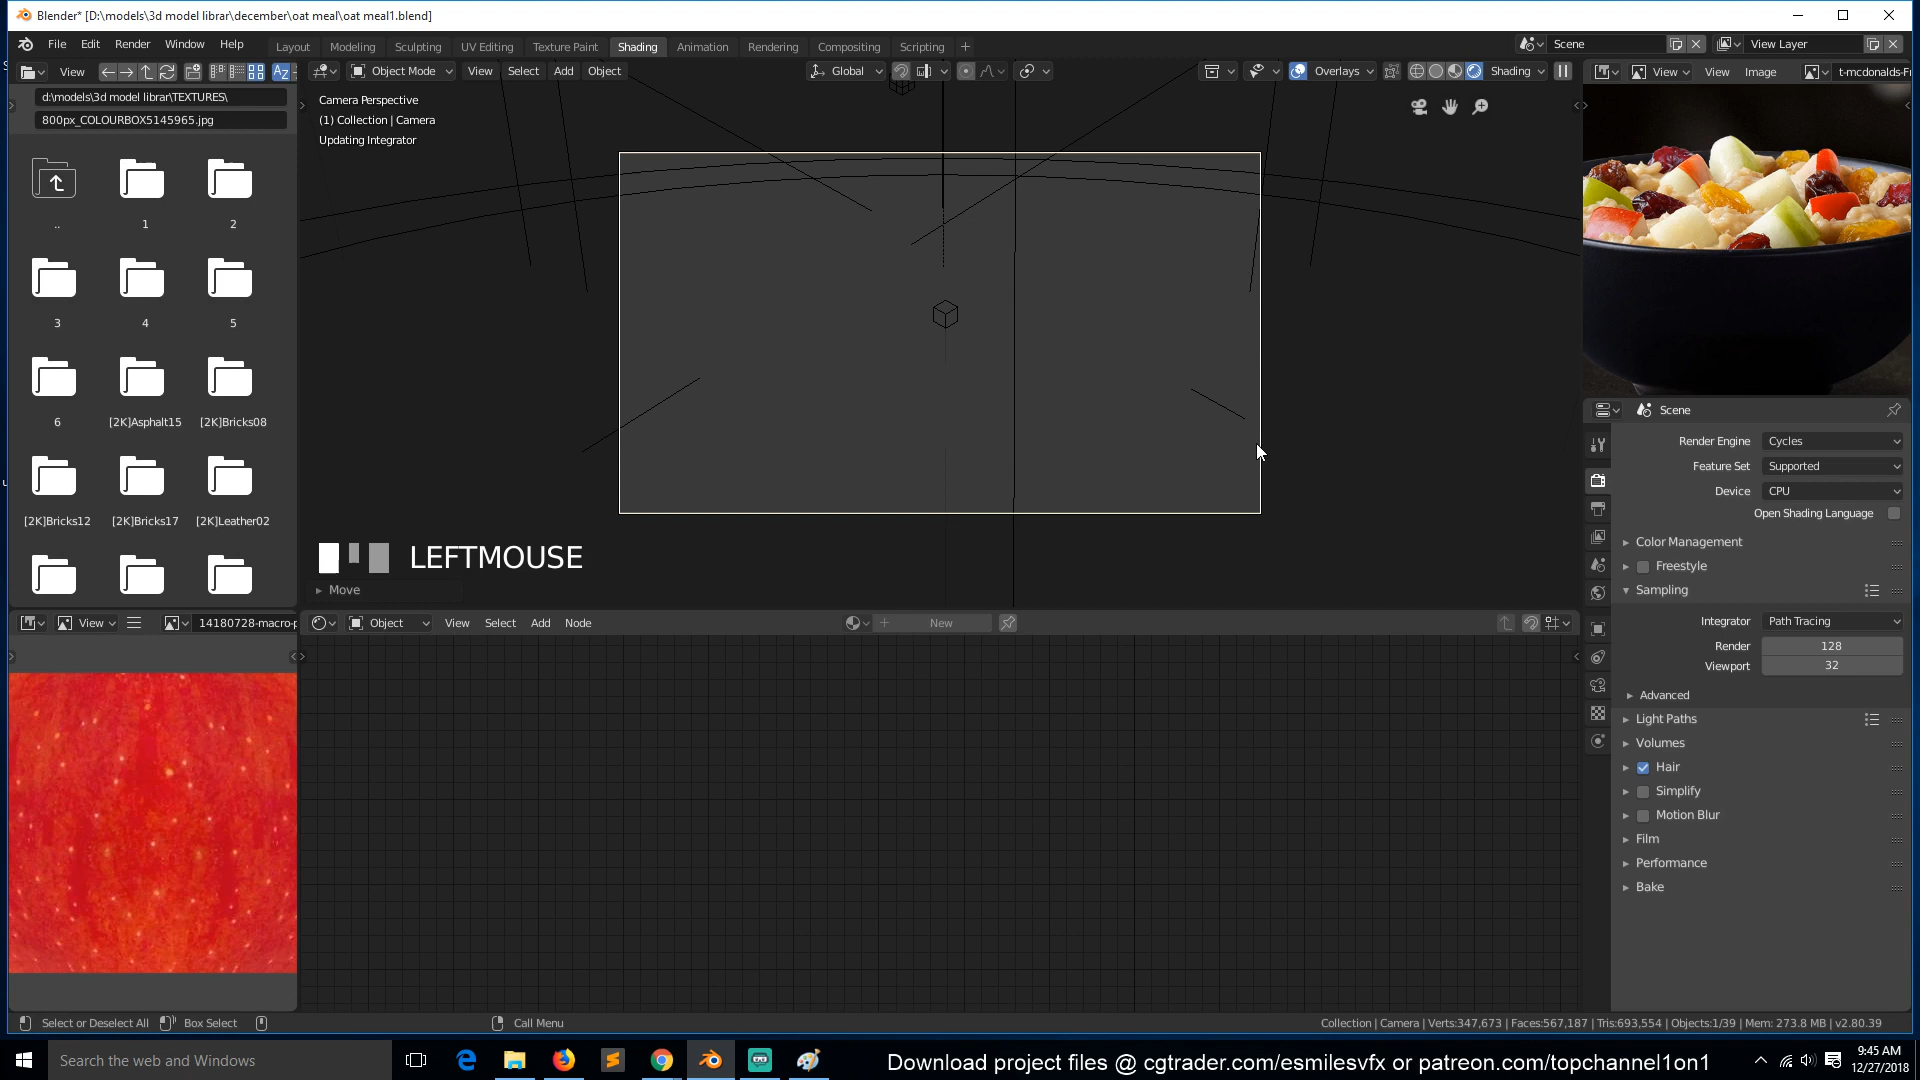 Blender* [D:\models\3d model librar\december\oat meal\oat meal1.blend]
File Edit Render Window Help
Layout Modeling Sculpting UV Editing Texture Paint Shading Animation Rendering Compositing Scripting +
Scene
View Layer
View
Object Mode View Select Add Object
Global
Overlays
Shading
View View Image
t-mcdonalds-F
d:\models\3d model librar\TEXTURES\
800px_COLOURBOX5145965.jpg
..
1
2
3
4
5
6
[2K]Asphalt15
[2K]Bricks08
[2K]Bricks12
[2K]Bricks17
[2K]Leather02
Camera Perspective
(1) Collection | Camera
Updating Integrator
LEFTMOUSE
Move
View
14180728-macro-p
Object View Select Add Node
New
Scene
Render Engine Cycles
Feature Set Supported
Device CPU
Open Shading Language
Color Management
Freestyle
Sampling
Integrator Path Tracing
Render 128
Viewport 32
Advanced
Light Paths
Volumes
Hair
Simplify
Motion Blur
Film
Performance
Bake
Select or Deselect All Box Select Call Menu
Collection | Camera | Verts:347,673 | Faces:567,187 | Tris:693,554 | Objects:1/39 | Mem: 273.8 MB | v2.80.39
Search the web and Windows
Download project files @ cgtrader.com/esmilesvfx or patreon.com/topchannel1on1
9:45 AM
12/27/2018